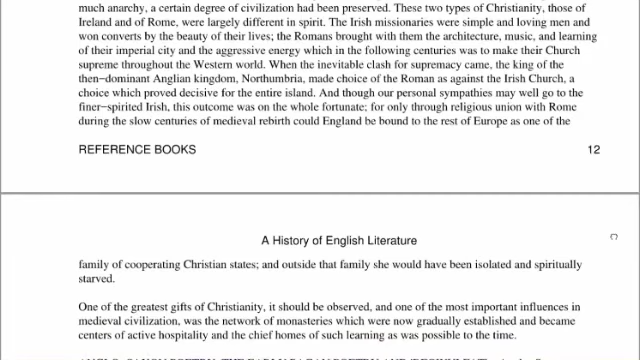 much anarchy, a certain degree of civilization had been preserved. These two types of Christianity, those of
Ireland and of Rome, were largely different in spirit. The Irish missionaries were simple and loving men and
won converts by the beauty of their lives; the Romans brought with them the architecture, music, and learning
of their imperial city and the aggressive energy which in the following centuries was to make their Church
supreme throughout the Western world. When the inevitable clash for supremacy came, the king of the
then−dominant Anglian kingdom, Northumbria, made choice of the Roman as against the Irish Church, a
choice which proved decisive for the entire island. And though our personal sympathies may well go to the
finer−spirited Irish, this outcome was on the whole fortunate; for only through religious union with Rome
during the slow centuries of medieval rebirth could England be bound to the rest of Europe as one of the
REFERENCE BOOKS 12
A History of English Literature
family of cooperating Christian states; and outside that family she would have been isolated and spiritually
starved.
One of the greatest gifts of Christianity, it should be observed, and one of the most important influences in
medieval civilization, was the network of monasteries which were now gradually established and became
centers of active hospitality and the chief homes of such learning as was possible to the time.